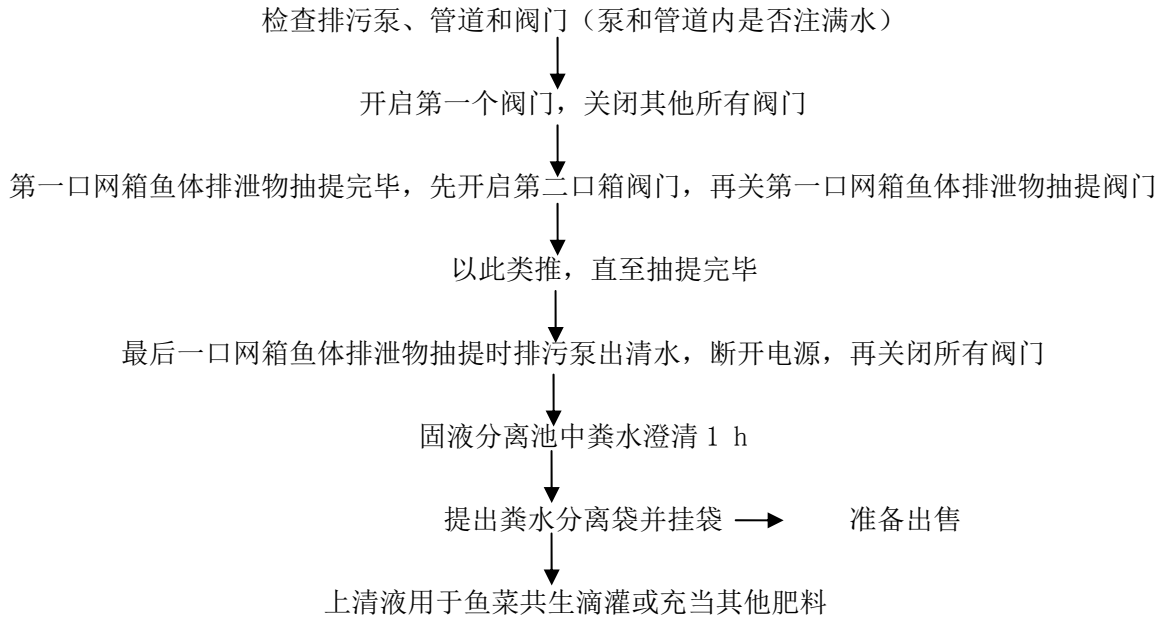 检查排污泵、管道和阀门（泵和管道内是否注满水）
开启第一个阀门，关闭其他所有阀门
第一口网箱鱼体排泄物抽提完毕，先开启第二口箱阀门，再关第一口网箱鱼体排泄物抽提阀门
以此类推，直至抽提完毕
最后一口网箱鱼体排泄物抽提时排污泵出清水，断开电源，再关闭所有阀门
固液分离池中粪水澄清 1 h
提出粪水分离袋并挂袋 准备出售
上清液用于鱼菜共生滴灌或充当其他肥料